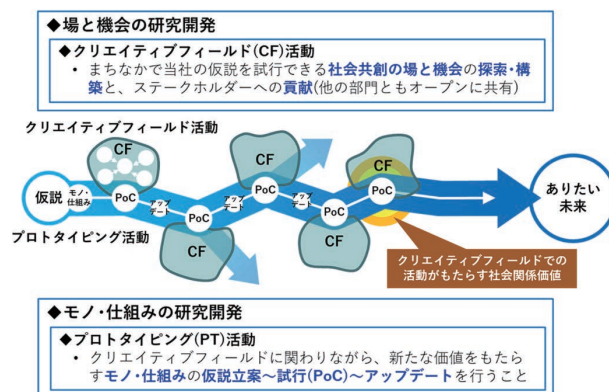 ◆場と機会の研究開発
◆クリエイティブフィールド(CF)活動
• まちなかで当社の仮説を試行できる社会共創の場と機会の探索・構
築と、ステークホルダーへの貢献(他の部門ともオープンに共有)
クリエイティブフィールド活動
CF
CF
CF
仮説
モノ・
仕組み
PoC
アップ
デート
PoC
アップ
デート
PoC
アップ
デート
PoC
PoC
ありたい
未来
プロトタイピング活動
CF
CF
クリエイティブフィールドでの
活動がもたらす社会関係価値
◆モノ・仕組みの研究開発
◆プロトタイピング(PT)活動
• クリエイティブフィールドに関わりながら、新たな価値をもたら
すモノ・仕組みの仮説立案～試行(PoC)～アップデートを行うこと